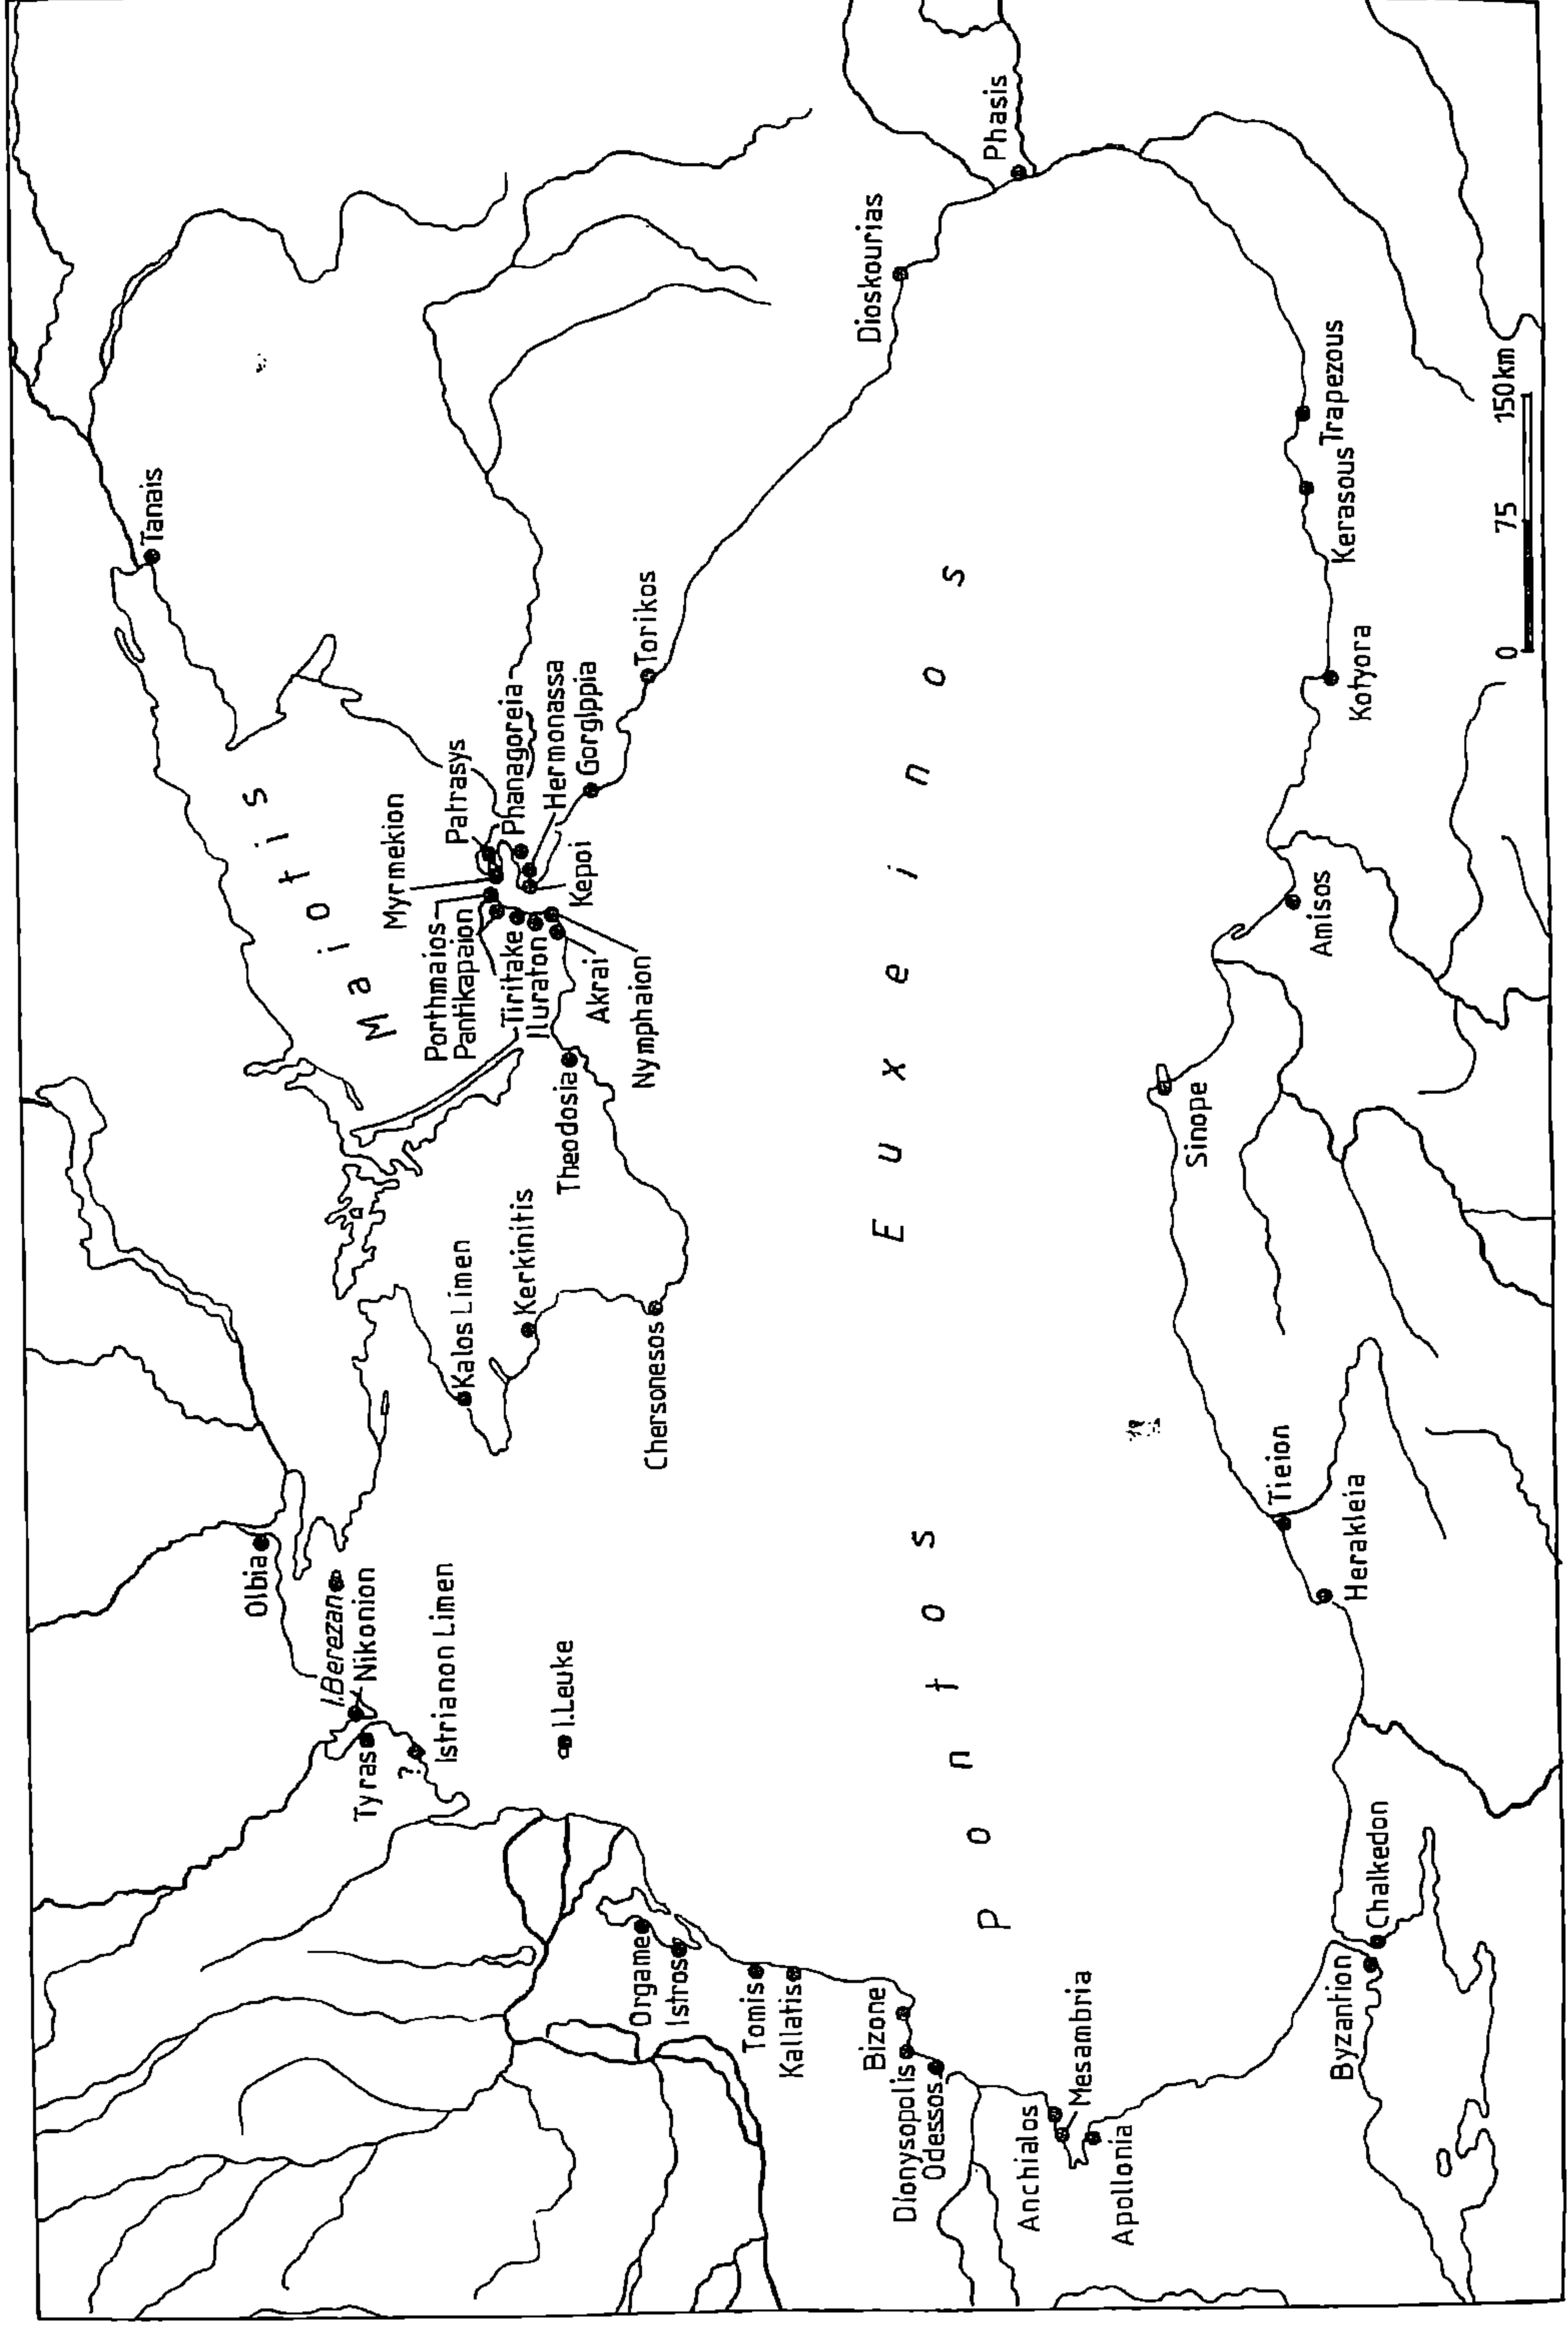 Tanais
Maiotis
Myrmekion
Patrasys
Phanagoreia
Hermonassa
Gorgippia
Torikos
Porthmaios
Pantikapaion
Tiritake
Iluraton
Kepoi
Akrai
Nymphaion
Theodosia
Kalos Limen
Kerkinitis
Chersonesos
Olbia
I.Berezan
Nikonion
Tyras
?
Istrianon Limen
I.Leuke
Orgame
Istros
Tomis
Kallatis
Bizone
Dionysopolis
Odessos
Anchialos
Mesambria
Apollonia
Pontos
Euxeinos
Dioskourias
Phasis
Trapezous
Kerasous
Kotyora
Amisos
Sinope
Tieion
Herakleia
Chalkedon
Byzantion
0 75 150km